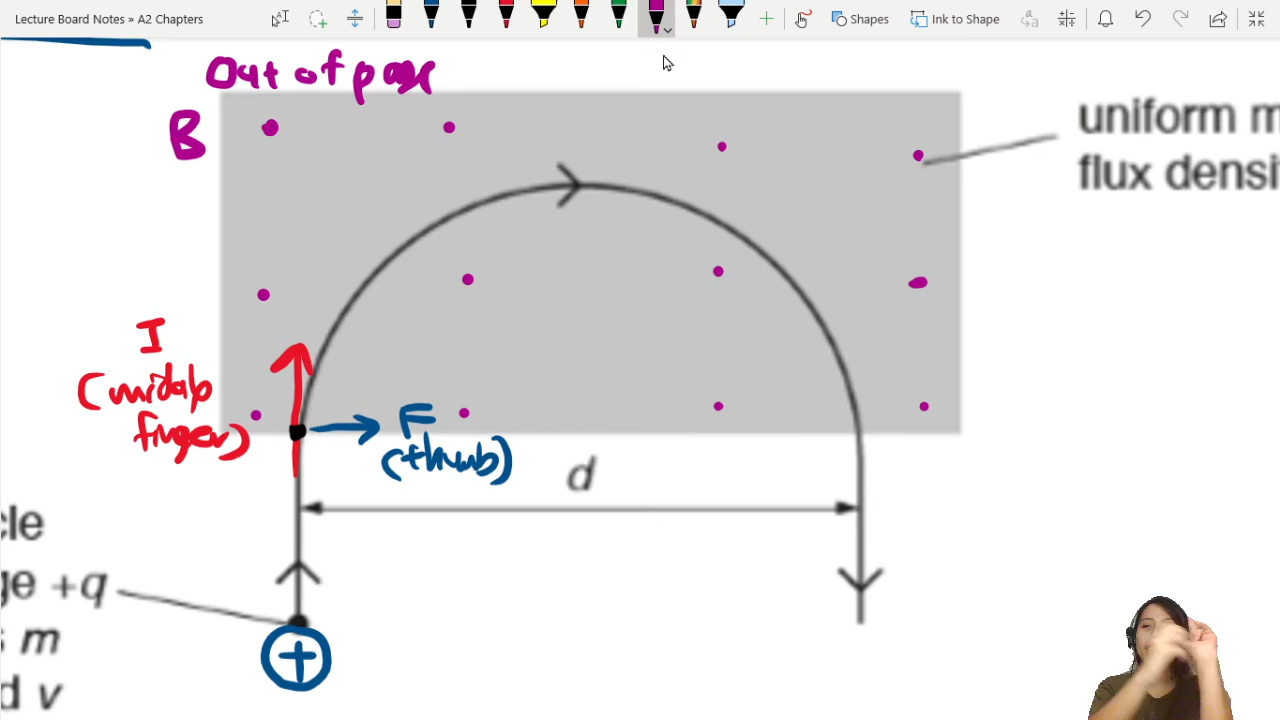 Lecture Board Notes » A2 Chapters
Shapes
Ink to Shape
Out of page
B
uniform m
flux densi
I
(middle
finger)
F
(thumb)
d
cle
ge +q
s m
d v
+